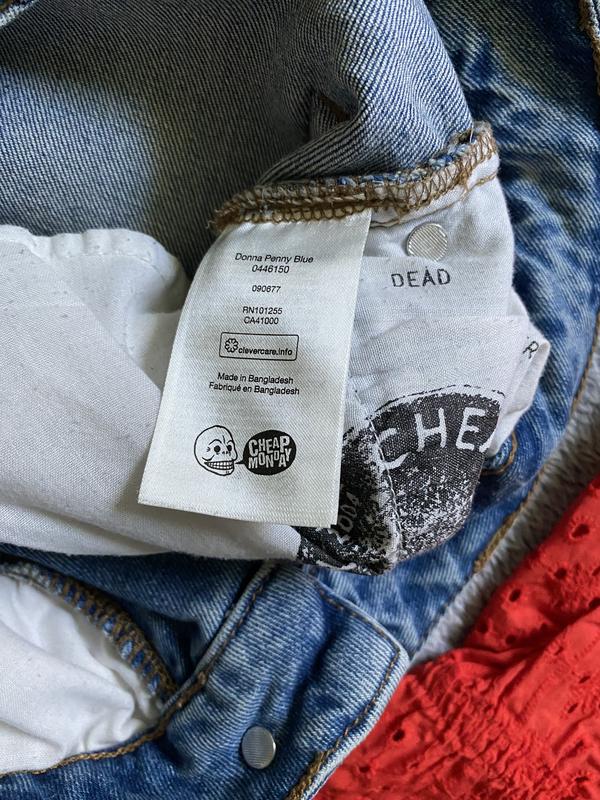 Donna Penny Blue
0446150
090677
RN101255
CA41000
clevercare.info
Made in Bangladesh
Fabriqué en Bangladesh
CHEAP
MONDAY
DEAD
R
CHEA
2004